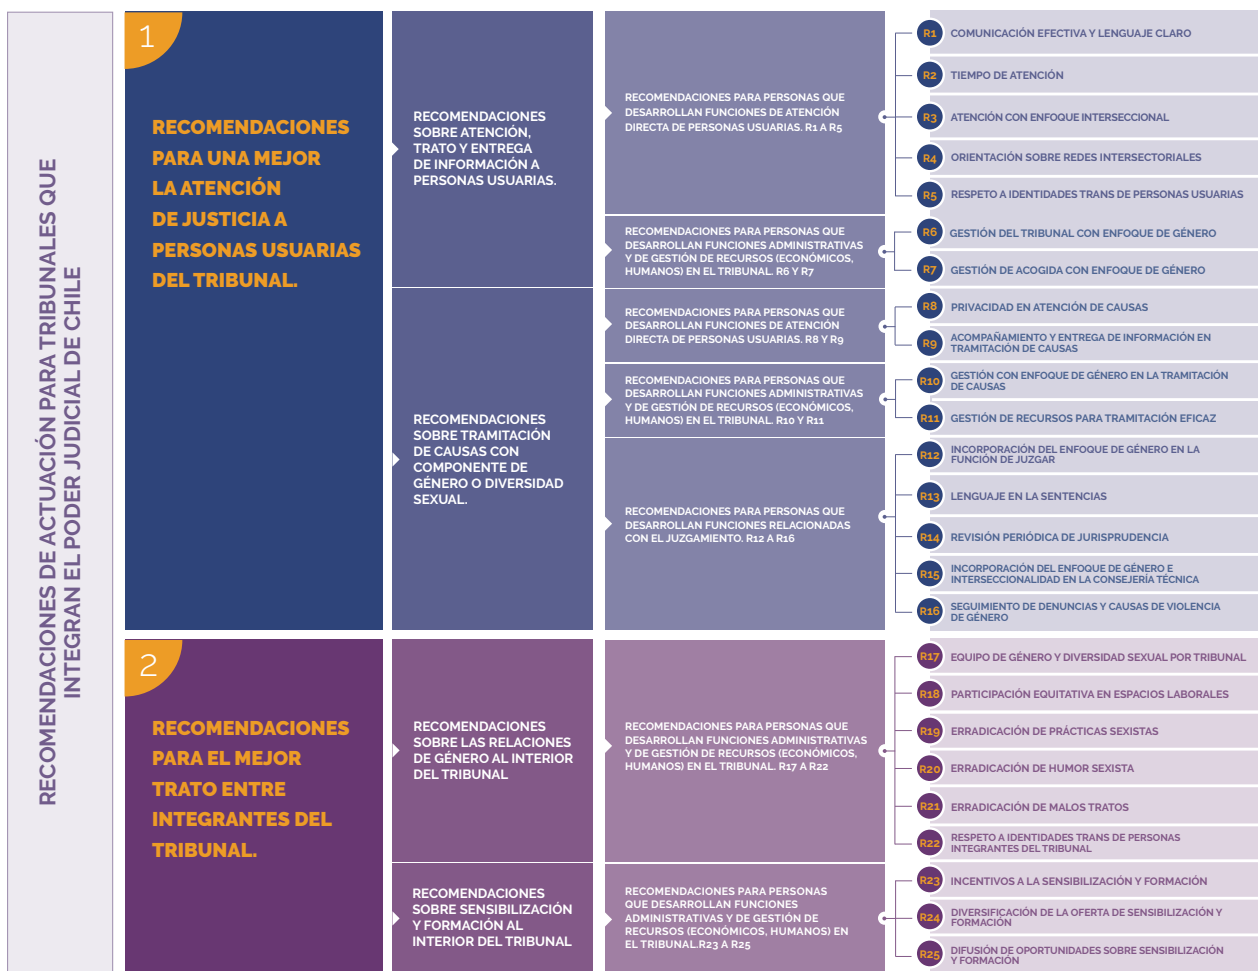 RECOMENDACIONES DE ACTUACIÓN PARA TRIBUNALES QUE
INTEGRAN EL PODER JUDICIAL DE CHILE
1
RECOMENDACIONES
PARA UNA MEJOR
LA ATENCIÓN
DE JUSTICIA A
PERSONAS USUARIAS
DEL TRIBUNAL.
RECOMENDACIONES
SOBRE ATENCIÓN,
TRATO Y ENTREGA
DE INFORMACIÓN A
PERSONAS USUARIAS.
RECOMENDACIONES PARA PERSONAS QUE
DESARROLLAN FUNCIONES DE ATENCIÓN
DIRECTA DE PERSONAS USUARIAS. R1 A R5
R1 COMUNICACIÓN EFECTIVA Y LENGUAJE CLARO
R2 TIEMPO DE ATENCIÓN
R3 ATENCIÓN CON ENFOQUE INTERSECCIONAL
R4 ORIENTACIÓN SOBRE REDES INTERSECTORIALES
R5 RESPETO A IDENTIDADES TRANS DE PERSONAS USUARIAS
RECOMENDACIONES PARA PERSONAS QUE
DESARROLLAN FUNCIONES ADMINISTRATIVAS
Y DE GESTIÓN DE RECURSOS (ECONÓMICOS,
HUMANOS) EN EL TRIBUNAL. R6 Y R7
R6 GESTIÓN DEL TRIBUNAL CON ENFOQUE DE GÉNERO
R7 GESTIÓN DE ACOGIDA CON ENFOQUE DE GÉNERO
RECOMENDACIONES
SOBRE TRAMITACIÓN
DE CAUSAS CON
COMPONENTE DE
GÉNERO O DIVERSIDAD
SEXUAL.
RECOMENDACIONES PARA PERSONAS QUE
DESARROLLAN FUNCIONES DE ATENCIÓN
DIRECTA DE PERSONAS USUARIAS. R8 Y R9
R8 PRIVACIDAD EN ATENCIÓN DE CAUSAS
R9 ACOMPAÑAMIENTO Y ENTREGA DE INFORMACIÓN EN
TRAMITACIÓN DE CAUSAS
RECOMENDACIONES PARA PERSONAS QUE
DESARROLLAN FUNCIONES ADMINISTRATIVAS
Y DE GESTIÓN DE RECURSOS (ECONÓMICOS,
HUMANOS) EN EL TRIBUNAL. R10 Y R11
R10 GESTIÓN CON ENFOQUE DE GÉNERO EN LA TRAMITACIÓN
DE CAUSAS
R11 GESTIÓN DE RECURSOS PARA TRAMITACIÓN EFICAZ
RECOMENDACIONES PARA PERSONAS QUE
DESARROLLAN FUNCIONES RELACIONADAS
CON EL JUZGAMIENTO. R12 A R16
R12 INCORPORACIÓN DEL ENFOQUE DE GÉNERO EN LA
FUNCIÓN DE JUZGAR
R13 LENGUAJE EN LA SENTENCIAS
R14 REVISIÓN PERIÓDICA DE JURISPRUDENCIA
R15 INCORPORACIÓN DEL ENFOQUE DE GÉNERO E
INTERSECCIONALIDAD EN LA CONSEJERÍA TÉCNICA
R16 SEGUIMIENTO DE DENUNCIAS Y CAUSAS DE VIOLENCIA
DE GÉNERO
2
RECOMENDACIONES
PARA EL MEJOR
TRATO ENTRE
INTEGRANTES DEL
TRIBUNAL.
RECOMENDACIONES
SOBRE LAS RELACIONES
DE GÉNERO AL INTERIOR
DEL TRIBUNAL
RECOMENDACIONES PARA PERSONAS QUE
DESARROLLAN FUNCIONES ADMINISTRATIVAS
Y DE GESTIÓN DE RECURSOS (ECONÓMICOS,
HUMANOS) EN EL TRIBUNAL. R17 A R22
R17 EQUIPO DE GÉNERO Y DIVERSIDAD SEXUAL POR TRIBUNAL
R18 PARTICIPACIÓN EQUITATIVA EN ESPACIOS LABORALES
R19 ERRADICACIÓN DE PRÁCTICAS SEXISTAS
R20 ERRADICACIÓN DE HUMOR SEXISTA
R21 ERRADICACIÓN DE MALOS TRATOS
R22 RESPETO A IDENTIDADES TRANS DE PERSONAS
INTEGRANTES DEL TRIBUNAL
RECOMENDACIONES
SOBRE SENSIBILIZACIÓN
Y FORMACIÓN AL
INTERIOR DEL TRIBUNAL
RECOMENDACIONES PARA PERSONAS
QUE DESARROLLAN FUNCIONES
ADMINISTRATIVAS Y DE GESTIÓN DE
RECURSOS (ECONÓMICOS, HUMANOS) EN
EL TRIBUNAL.R23 A R25
R23 INCENTIVOS A LA SENSIBILIZACIÓN Y FORMACIÓN
R24 DIVERSIFICACIÓN DE LA OFERTA DE SENSIBILIZACIÓN Y
FORMACIÓN
R25 DIFUSIÓN DE OPORTUNIDADES SOBRE SENSIBILIZACIÓN
Y FORMACIÓN